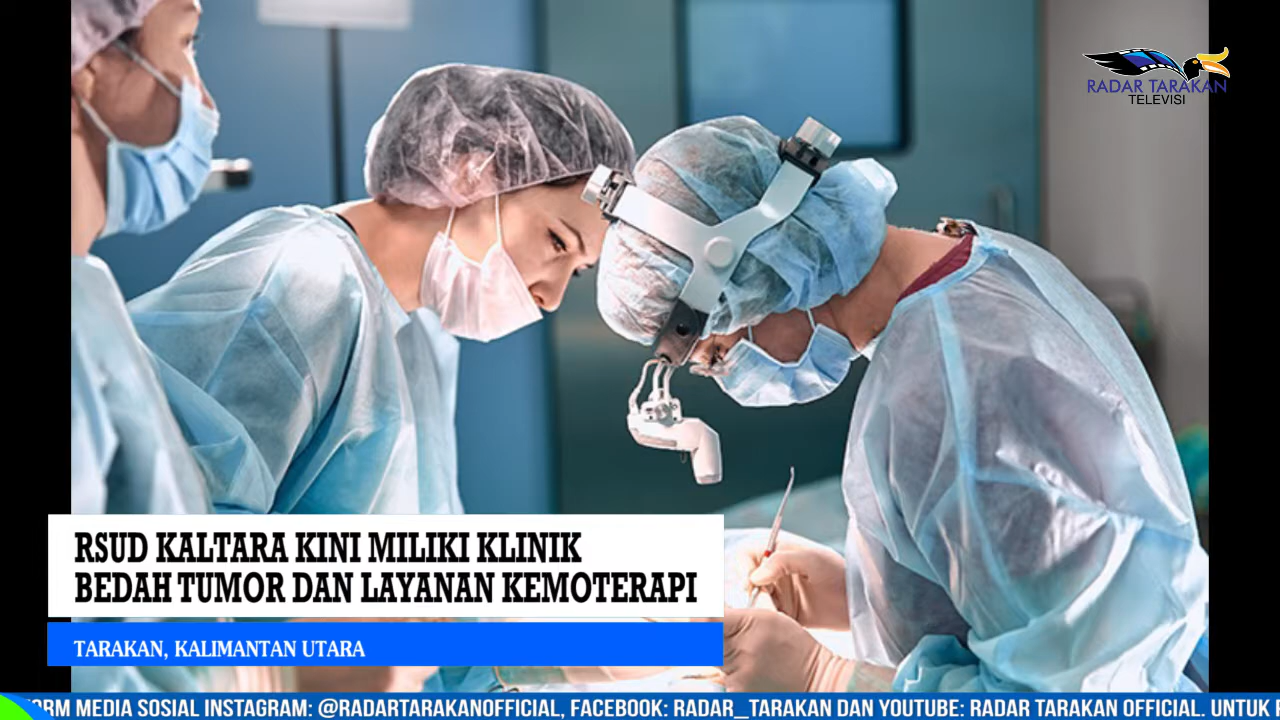 RADAR TARAKAN
TELEVISI
RSUD KALTARA KINI MILIKI KLINIK
BEDAH TUMOR DAN LAYANAN KEMOTERAPI
TARAKAN, KALIMANTAN UTARA
MEDIA SOSIAL INSTAGRAM: @RADARTARAKANOFFICIAL, FACEBOOK: RADAR_TARAKAN DAN YOUTUBE: RADAR TARAKAN OFFICIAL. UNTUK